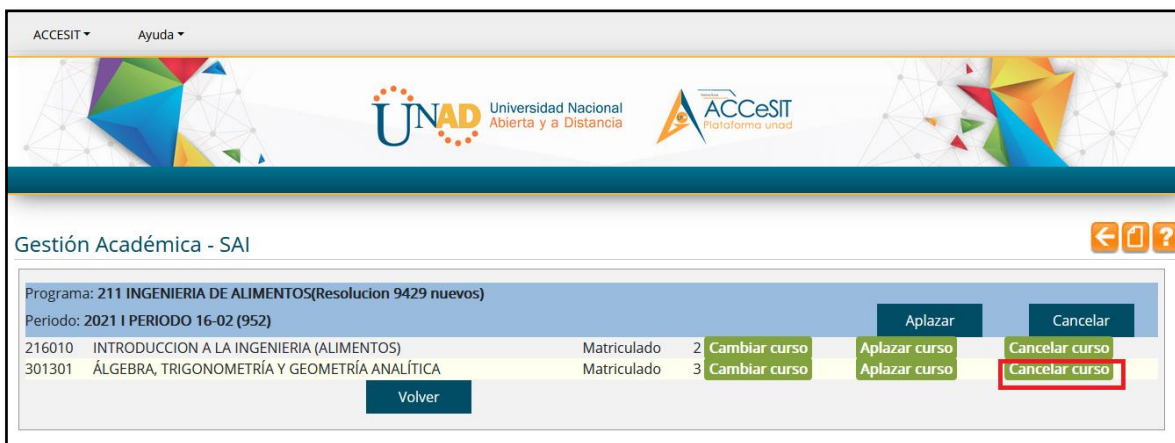 ACCESIT Ayuda
UNAD Universidad Nacional
Abierta y a Distancia
ACCeSIT
Plataforma unad
Gestión Académica - SAI
?
Programa: 211 INGENIERIA DE ALIMENTOS(Resolucion 9429 nuevos)
Periodo: 2021 I PERIODO 16-02 (952) Aplazar Cancelar
216010 INTRODUCCION A LA INGENIERIA (ALIMENTOS) Matriculado 2 Cambiar curso Aplazar curso Cancelar curso
301301 ÁLGEBRA, TRIGONOMETRÍA Y GEOMETRÍA ANALÍTICA Matriculado 3 Cambiar curso Aplazar curso Cancelar curso
Volver